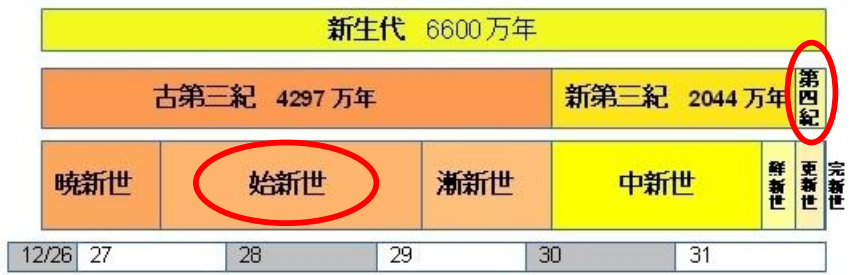 新生代 6600万年
古第三紀 4297万年 新第三紀 2044万年 第四紀
暁新世 始新世 漸新世 中新世 鮮新世 更新世 完新世
12/26 27 28 29 30 31